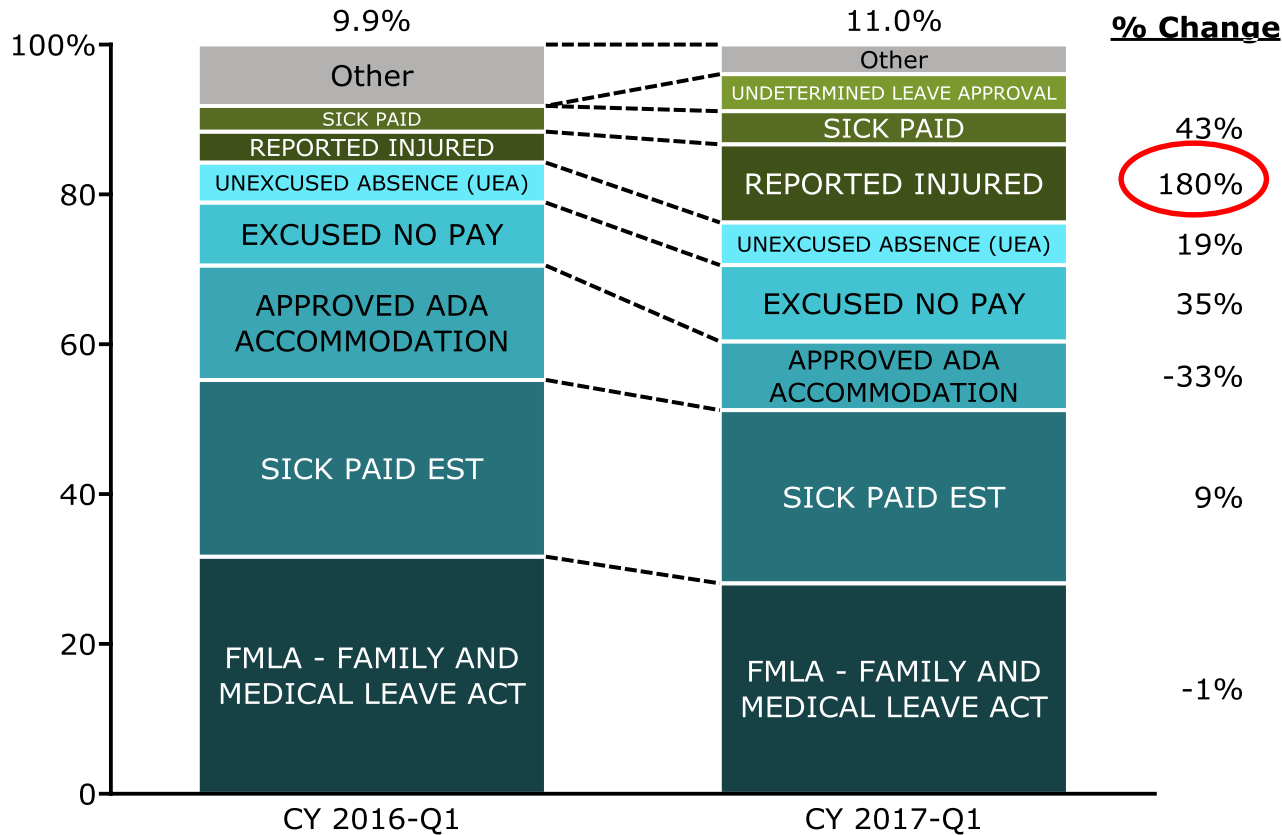 9.9%
11.0%
% Change
100%
80
60
40
20
0
Other
SICK PAID
REPORTED INJURED
UNEXCUSED ABSENCE (UEA)
EXCUSED NO PAY
APPROVED ADA
ACCOMMODATION
SICK PAID EST
FMLA - FAMILY AND
MEDICAL LEAVE ACT
CY 2016-Q1
Other
UNDETERMINED LEAVE APPROVAL
SICK PAID
REPORTED INJURED
UNEXCUSED ABSENCE (UEA)
EXCUSED NO PAY
APPROVED ADA
ACCOMMODATION
SICK PAID EST
FMLA - FAMILY AND
MEDICAL LEAVE ACT
CY 2017-Q1
43%
180%
19%
35%
-33%
9%
-1%